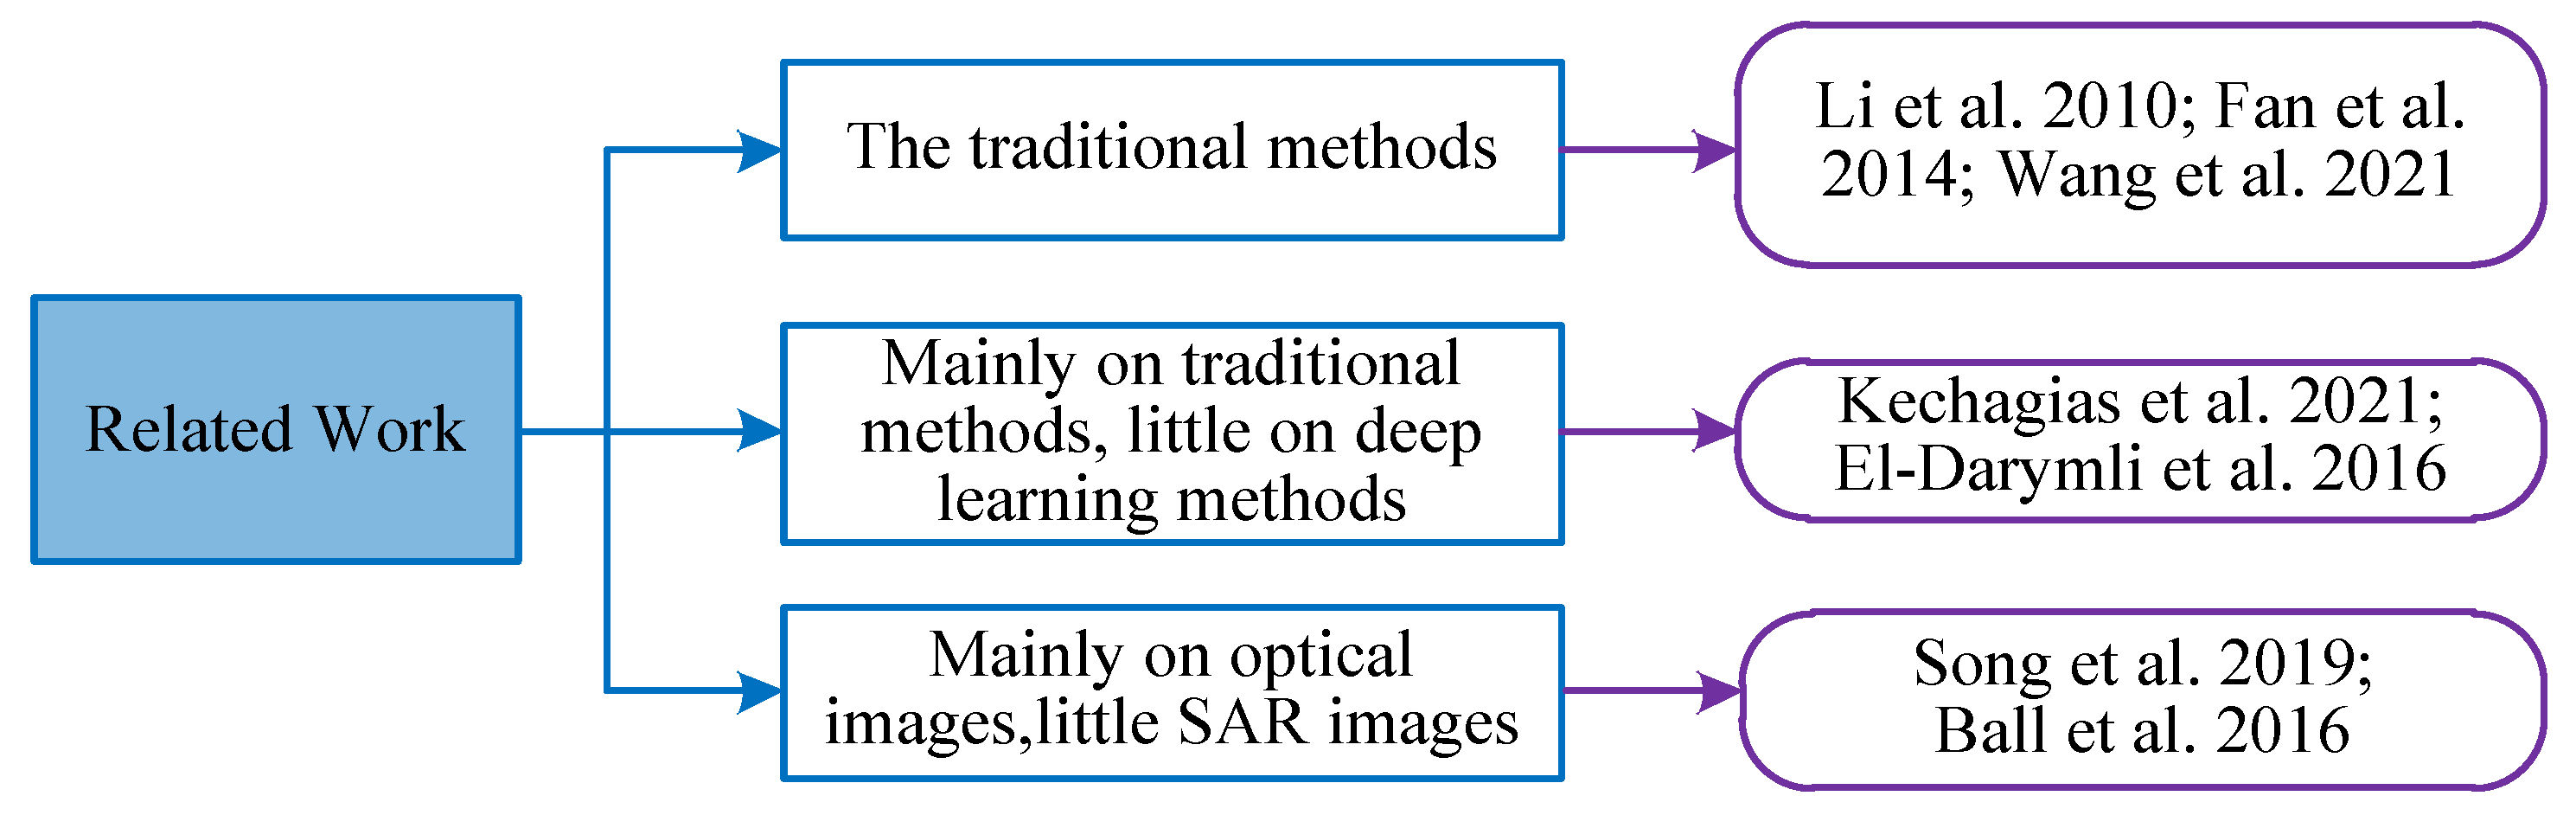 Related Work
The traditional methods
Li et al. 2010; Fan et al.
2014; Wang et al. 2021
Mainly on traditional
methods, little on deep
learning methods
Kechagias et al. 2021;
El-Darymli et al. 2016
Mainly on optical
images,little SAR images
Song et al. 2019;
Ball et al. 2016